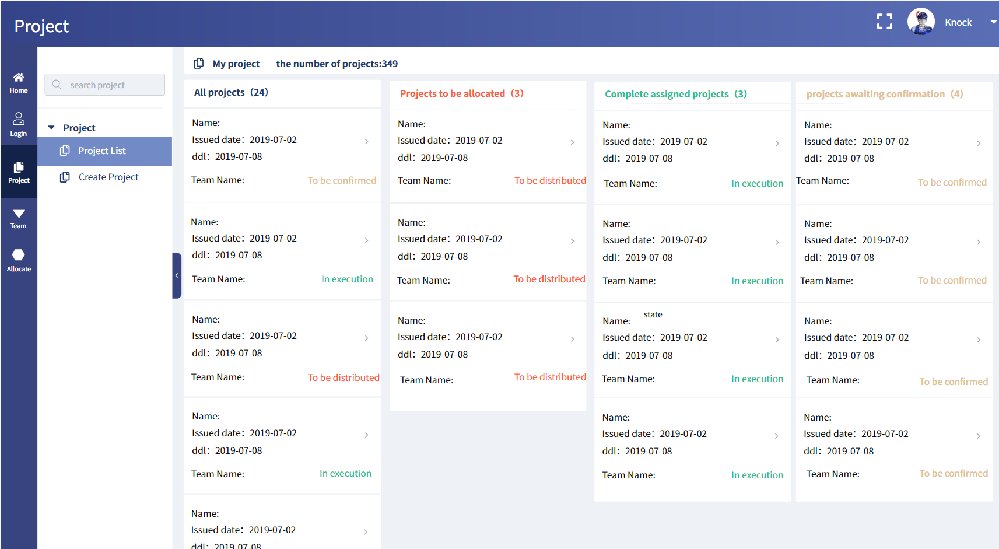 Project
Knock
Home
Login
Project
Team
Allocate
search project
Project
Project List
Create Project
My project the number of projects:349
All projects（24）
Name:
Issued date：2019-07-02
ddl：2019-07-08
Team Name: To be confirmed
Name:
Issued date：2019-07-02
ddl：2019-07-08
Team Name: In execution
Name:
Issued date：2019-07-02
ddl：2019-07-08
Team Name: To be distributed
Name:
Issued date：2019-07-02
ddl：2019-07-08
Team Name: In execution
Name:
Issued date：2019-07-02
ddl：2019-07-08
Projects to be allocated（3）
Name:
Issued date：2019-07-02
ddl：2019-07-08
Team Name: To be distributed
Name:
Issued date：2019-07-02
ddl：2019-07-08
Team Name: To be distributed
Name:
Issued date：2019-07-02
ddl：2019-07-08
Team Name: To be distributed
Complete assigned projects（3）
Name:
Issued date：2019-07-02
ddl：2019-07-08
Team Name: In execution
Name:
Issued date：2019-07-02
ddl：2019-07-08
Team Name: In execution
Name: state
Issued date：2019-07-02
ddl：2019-07-08
Team Name: In execution
Name:
Issued date：2019-07-02
ddl：2019-07-08
Team Name: In execution
projects awaiting confirmation（4）
Name:
Issued date：2019-07-02
ddl：2019-07-08
Team Name: To be confirmed
Name:
Issued date：2019-07-02
ddl：2019-07-08
Team Name: To be confirmed
Name:
Issued date：2019-07-02
ddl：2019-07-08
Team Name: To be confirmed
Name:
Issued date：2019-07-02
ddl：2019-07-08
Team Name: To be confirmed